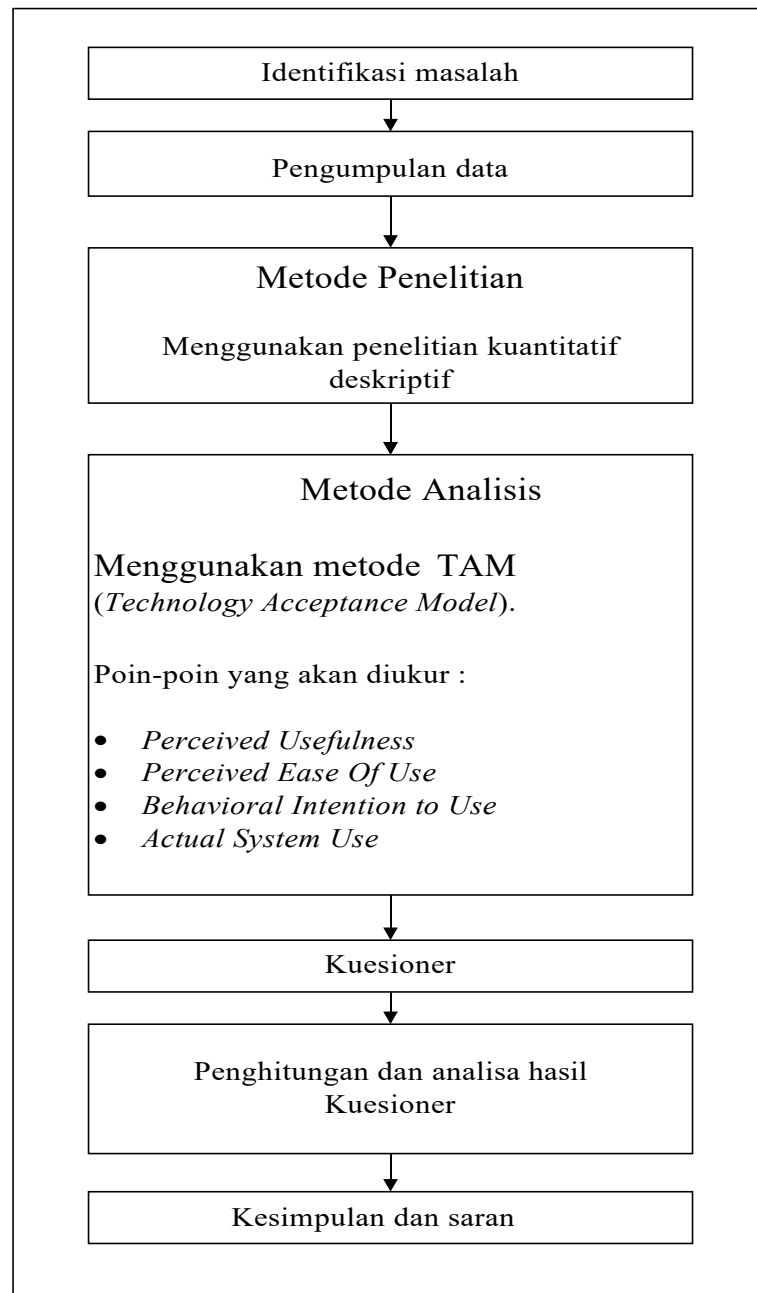 Identifikasi masalah
Pengumpulan data
Metode Penelitian
Menggunakan penelitian kuantitatif
deskriptif
Metode Analisis
Menggunakan metode TAM
(Technology Acceptance Model).
Poin-poin yang akan diukur :
• Perceived Usefulness
• Perceived Ease Of Use
• Behavioral Intention to Use
• Actual System Use
Kuesioner
Penghitungan dan analisa hasil
Kuesioner
Kesimpulan dan saran